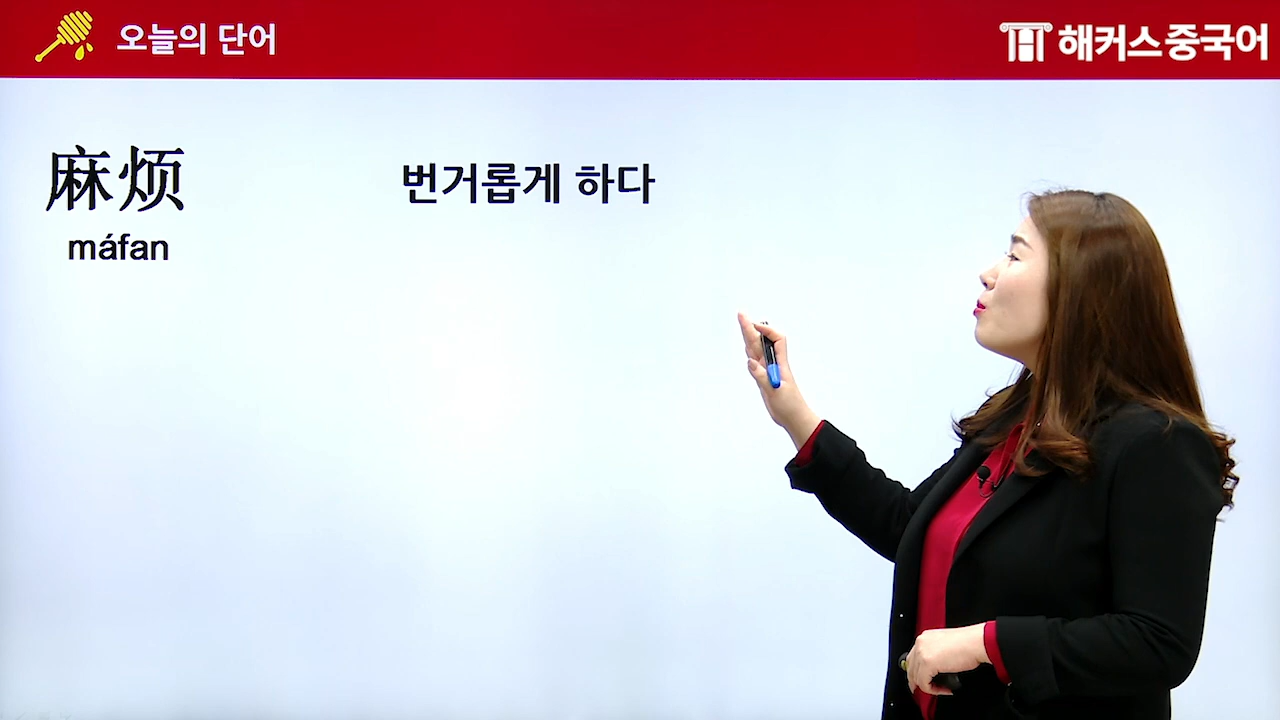 오늘의 단어
해커스중국어
麻烦
번거롭게 하다
máfan